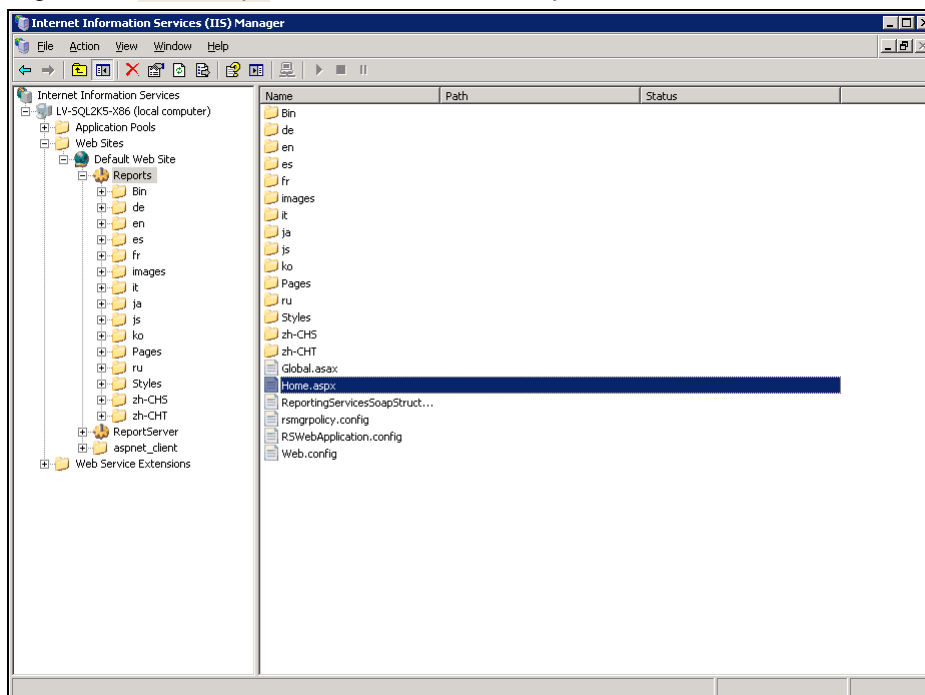 Internet Information Services (IIS) Manager
File Action View Window Help
Internet Information Services
LV-SQL2K5-X86 (local computer)
Application Pools
Web Sites
Default Web Site
Reports
Bin
de
en
es
fr
images
it
ja
js
ko
Pages
ru
Styles
zh-CHS
zh-CHT
ReportServer
aspnet_client
Web Service Extensions
Name Path Status
Bin
de
en
es
fr
images
it
ja
js
ko
Pages
ru
Styles
zh-CHS
zh-CHT
Global.asax
Home.aspx
ReportingServicesSoapStruct...
rsmgrpolicy.config
RSWebApplication.config
Web.config